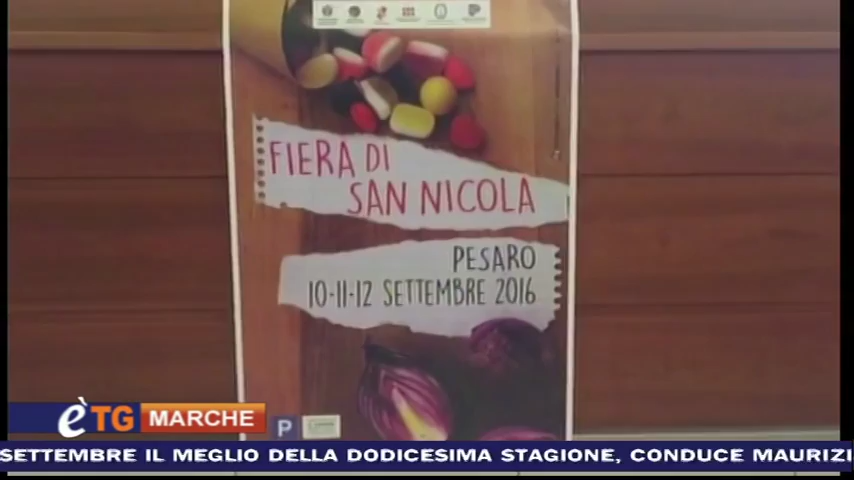 FIERA DI
SAN NICOLA
PESARO
10-11-12 SETTEMBRE 2016
P
è TG MARCHE
SETTEMBRE IL MEGLIO DELLA DODICESIMA STAGIONE, CONDUCE MAURIZI